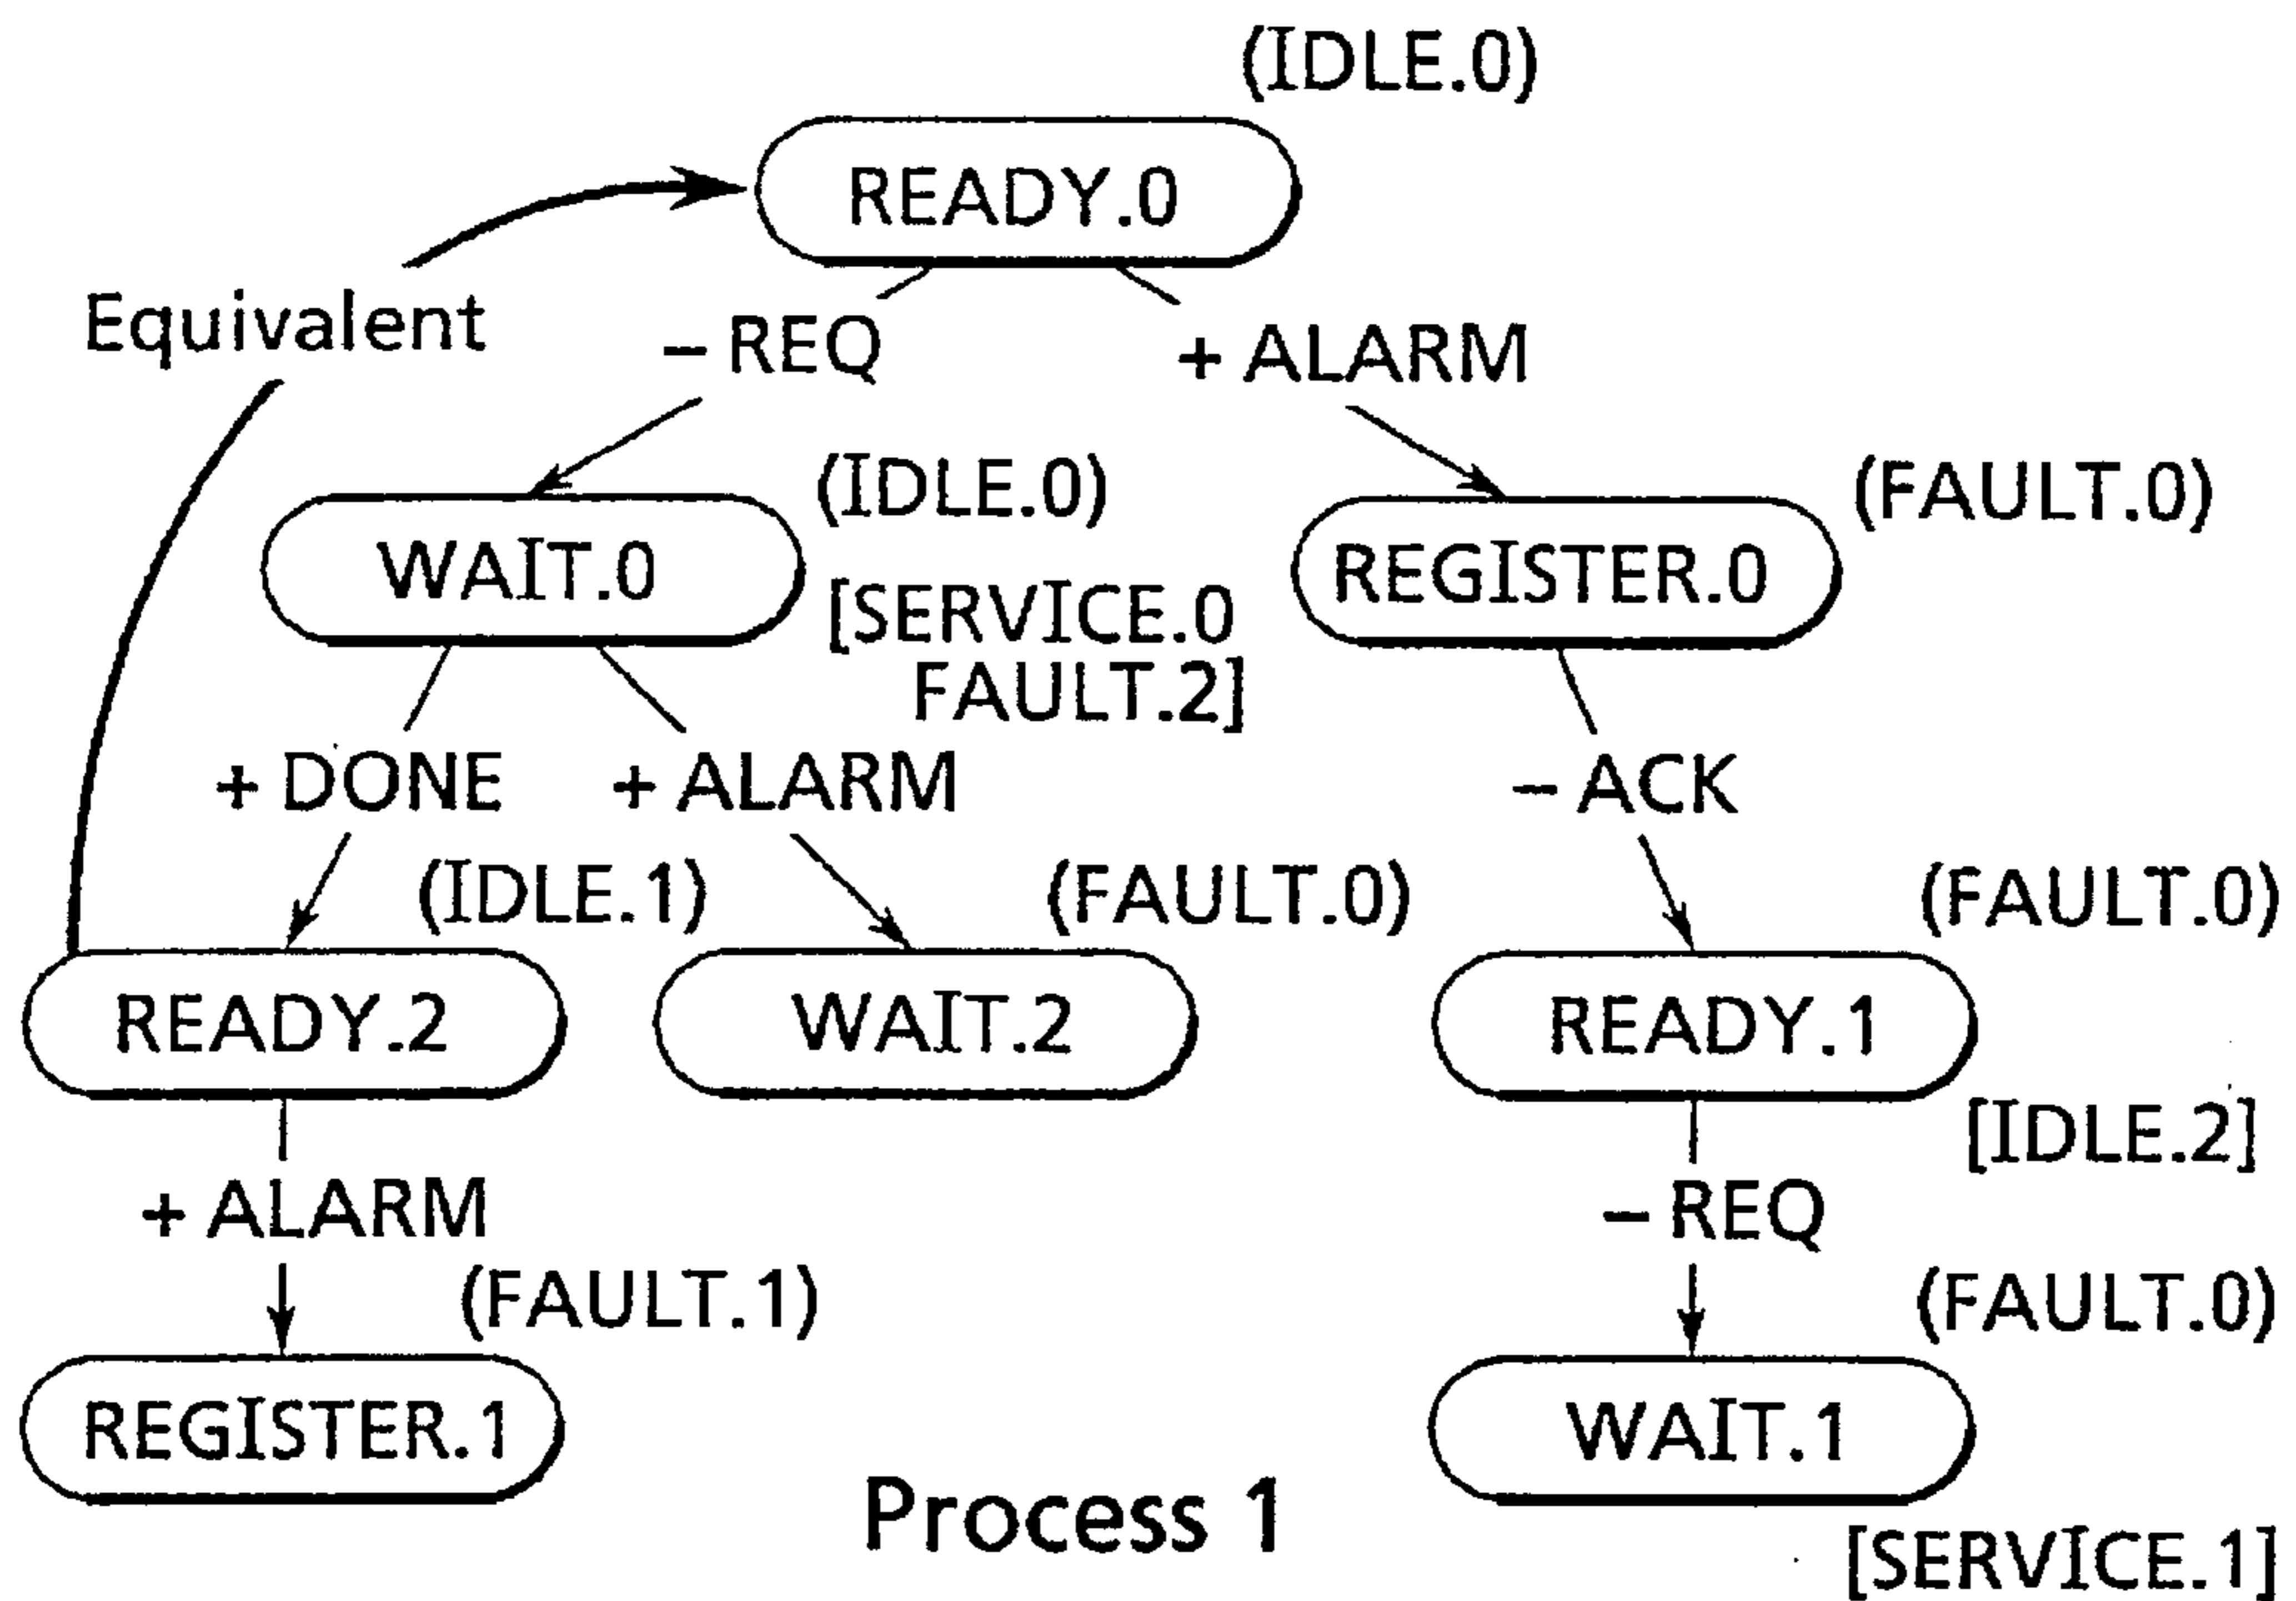 (IDLE.0)
READY.0
Equivalent
– REQ
+ ALARM
(IDLE.0)
(FAULT.0)
WAIT.0
REGISTER.0
[SERVICE.0
FAULT.2]
+ DONE
+ ALARM
– ACK
(IDLE.1)
(FAULT.0)
(FAULT.0)
READY.2
WAIT.2
READY.1
[IDLE.2]
+ ALARM
– REQ
(FAULT.1)
(FAULT.0)
REGISTER.1
WAIT.1
Process 1
[SERVICE.1]